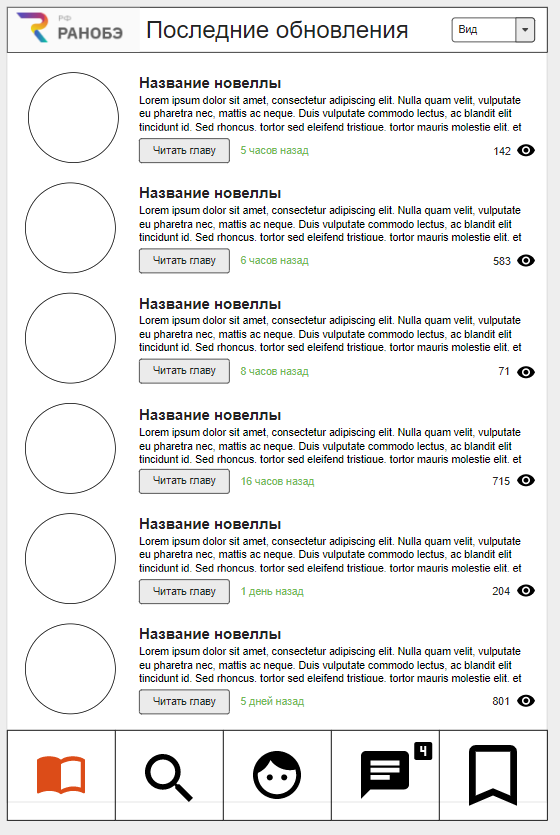 РФ
РАНОБЭ
Последние обновления
Вид
Название новеллы
Lorem ipsum dolor sit amet, consectetur adipiscing elit. Nulla quam velit, vulputate
eu pharetra nec, mattis ac neque. Duis vulputate commodo lectus, ac blandit elit
tincidunt id. Sed rhoncus, tortor sed eleifend tristique, tortor mauris molestie elit, et
Читать главу 5 часов назад 142
Название новеллы
Lorem ipsum dolor sit amet, consectetur adipiscing elit. Nulla quam velit, vulputate
eu pharetra nec, mattis ac neque. Duis vulputate commodo lectus, ac blandit elit
tincidunt id. Sed rhoncus, tortor sed eleifend tristique, tortor mauris molestie elit, et
Читать главу 6 часов назад 583
Название новеллы
Lorem ipsum dolor sit amet, consectetur adipiscing elit. Nulla quam velit, vulputate
eu pharetra nec, mattis ac neque. Duis vulputate commodo lectus, ac blandit elit
tincidunt id. Sed rhoncus, tortor sed eleifend tristique, tortor mauris molestie elit, et
Читать главу 8 часов назад 71
Название новеллы
Lorem ipsum dolor sit amet, consectetur adipiscing elit. Nulla quam velit, vulputate
eu pharetra nec, mattis ac neque. Duis vulputate commodo lectus, ac blandit elit
tincidunt id. Sed rhoncus, tortor sed eleifend tristique, tortor mauris molestie elit, et
Читать главу 16 часов назад 715
Название новеллы
Lorem ipsum dolor sit amet, consectetur adipiscing elit. Nulla quam velit, vulputate
eu pharetra nec, mattis ac neque. Duis vulputate commodo lectus, ac blandit elit
tincidunt id. Sed rhoncus, tortor sed eleifend tristique, tortor mauris molestie elit, et
Читать главу 1 день назад 204
Название новеллы
Lorem ipsum dolor sit amet, consectetur adipiscing elit. Nulla quam velit, vulputate
eu pharetra nec, mattis ac neque. Duis vulputate commodo lectus, ac blandit elit
tincidunt id. Sed rhoncus, tortor sed eleifend tristique, tortor mauris molestie elit, et
Читать главу 5 дней назад 801
4